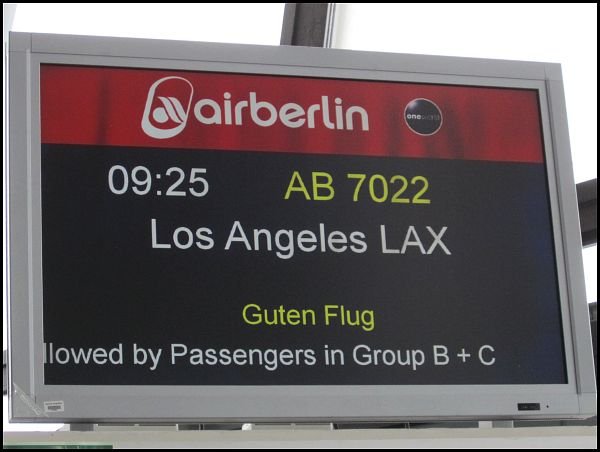 airberlin oneworld
09:25 AB 7022
Los Angeles LAX
Guten Flug
llowed by Passengers in Group B + C